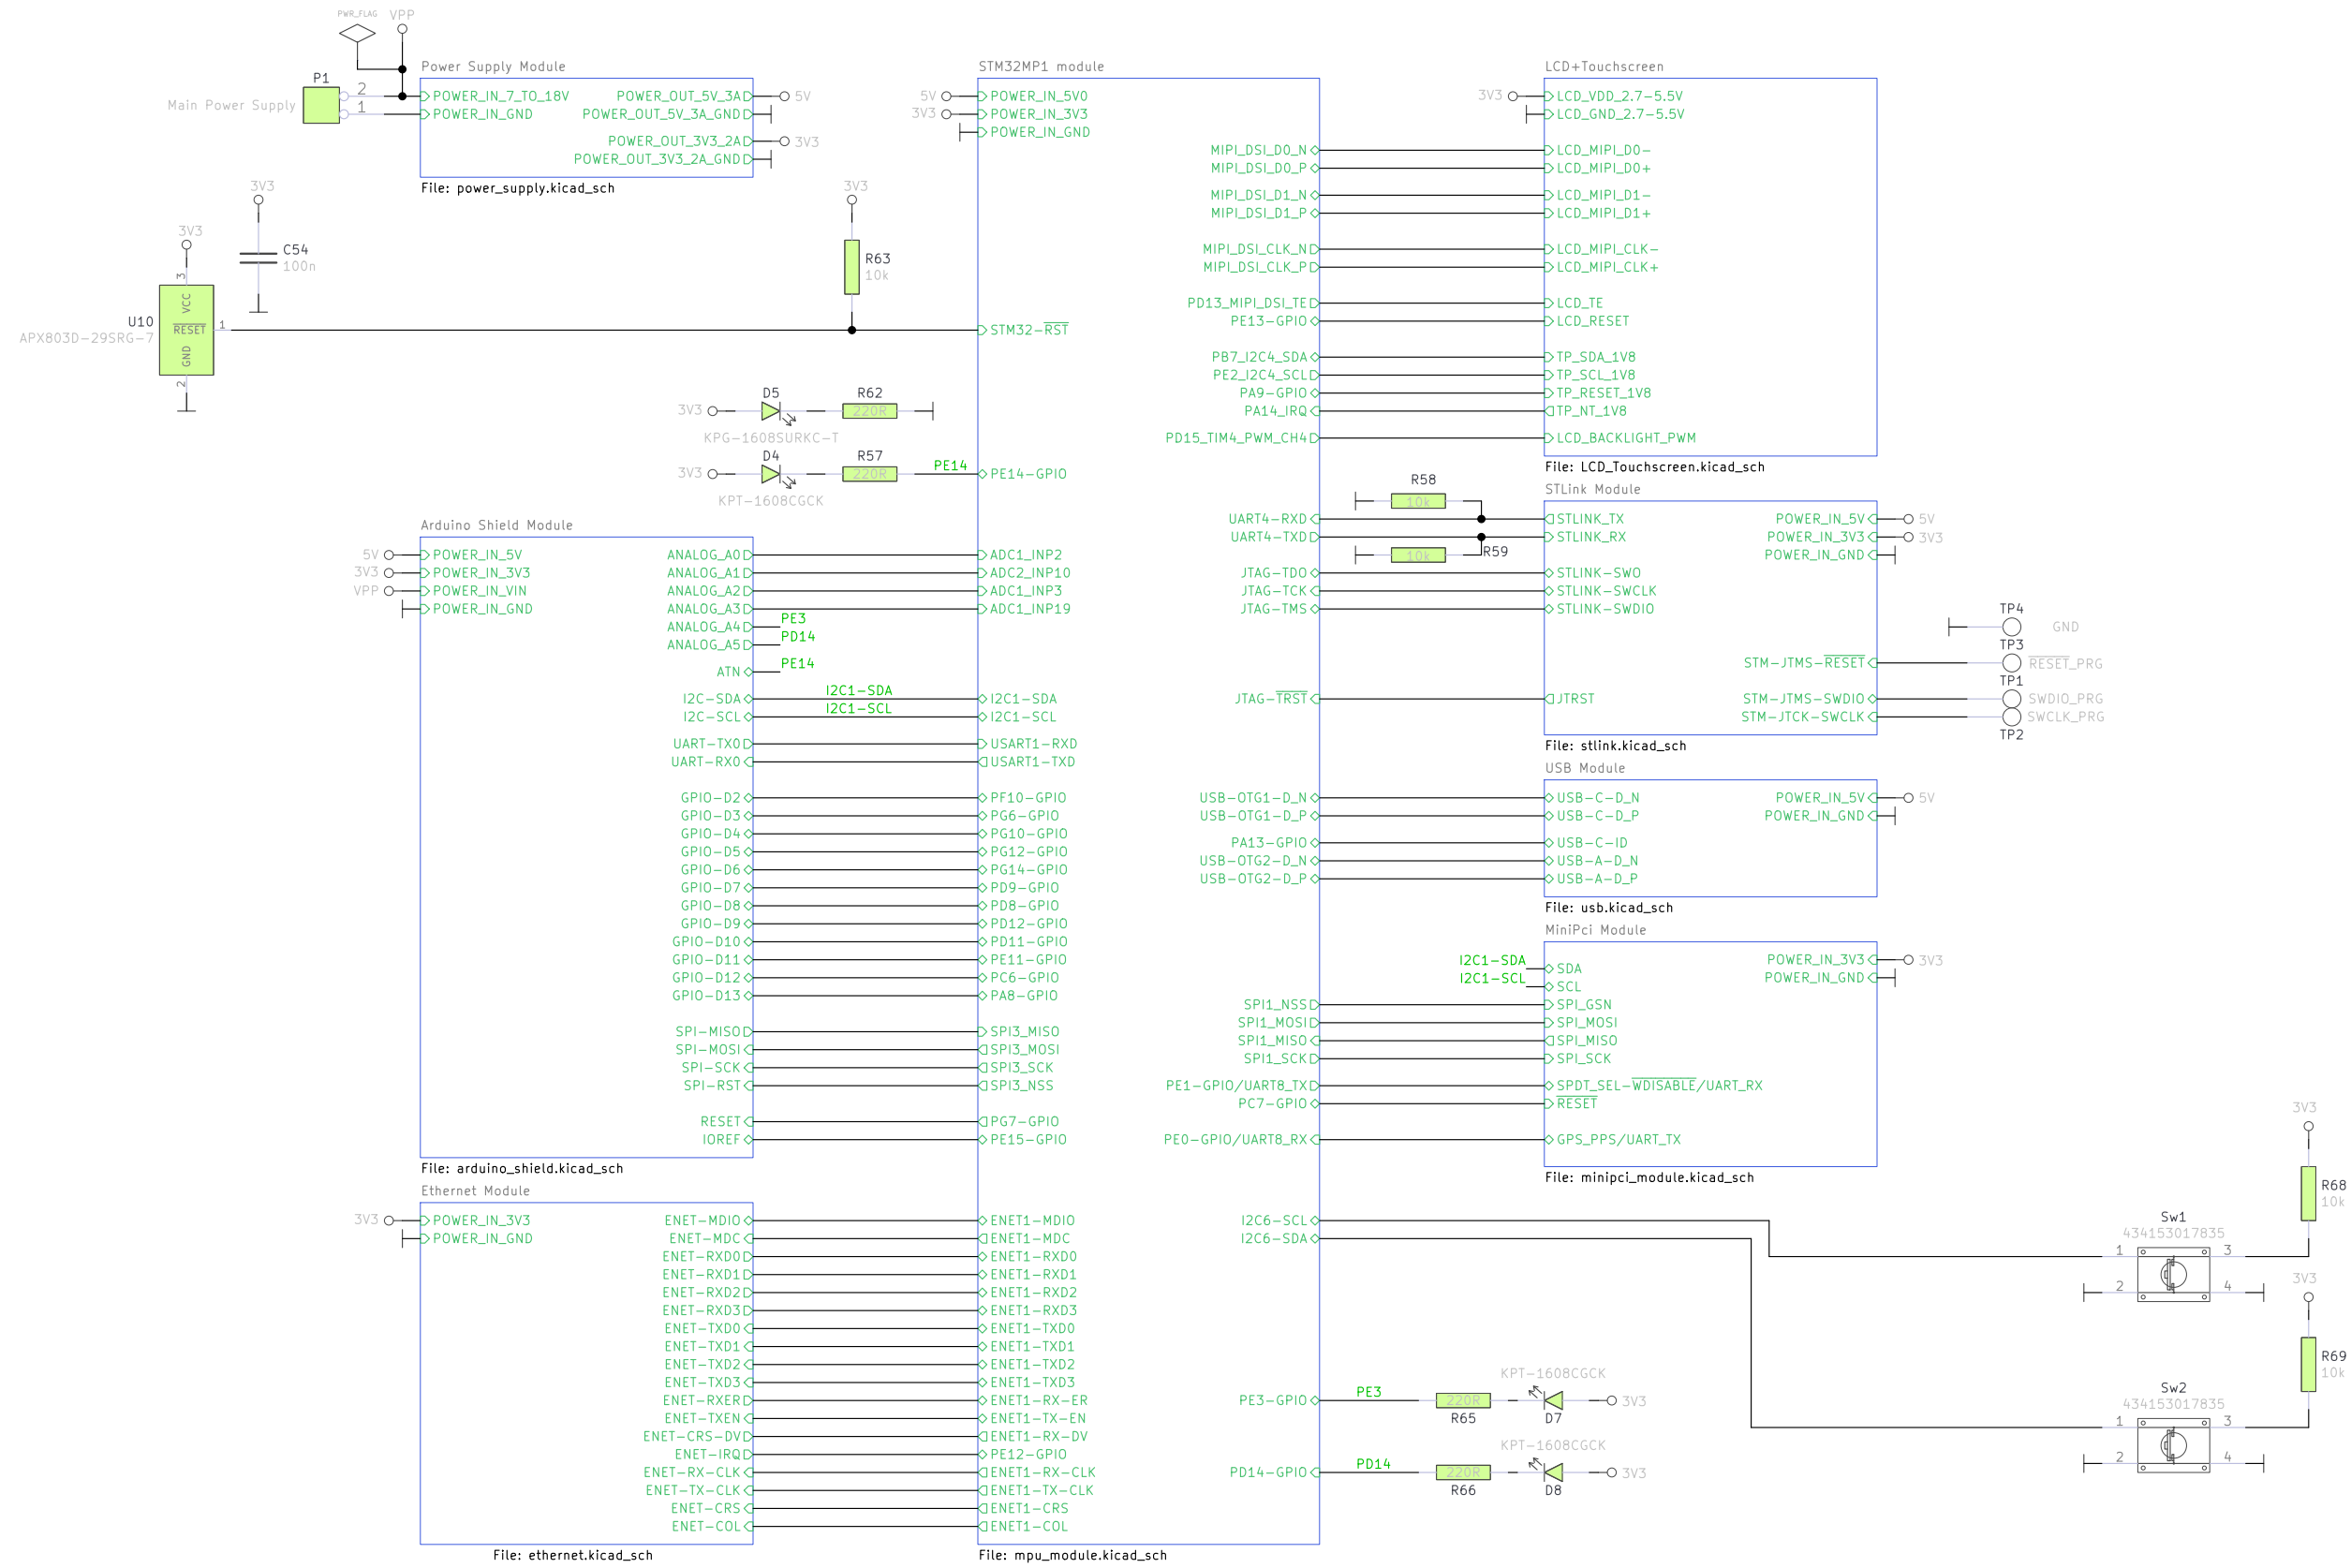 PWR_FLAG
VPP
P1
Main Power Supply
2
1
Power Supply Module
POWER_IN_7_TO_18V
POWER_IN_GND
POWER_OUT_5V_3A
POWER_OUT_5V_3A_GND
POWER_OUT_3V3_2A
POWER_OUT_3V3_2A_GND
5V
3V3
File: power_supply.kicad_sch
3V3
C54
100n
3V3
3
VCC
U10
APX803D-29SRG-7
RESET
1
GND
2
3V3
R63
10k
3V3
D5
R62
220R
KPG-1608SURKC-T
3V3
D4
R57
220R
PE14
KPT-1608CGCK
Arduino Shield Module
5V
3V3
VPP
POWER_IN_5V
POWER_IN_3V3
POWER_IN_VIN
POWER_IN_GND
ANALOG_A0
ANALOG_A1
ANALOG_A2
ANALOG_A3
ANALOG_A4
ANALOG_A5
ATN
I2C-SDA
I2C-SCL
UART-TX0
UART-RX0
GPIO-D2
GPIO-D3
GPIO-D4
GPIO-D5
GPIO-D6
GPIO-D7
GPIO-D8
GPIO-D9
GPIO-D10
GPIO-D11
GPIO-D12
GPIO-D13
SPI-MISO
SPI-MOSI
SPI-SCK
SPI-RST
RESET
IOREF
PE3
PD14
PE14
I2C1-SDA
I2C1-SCL
File: arduino_shield.kicad_sch
Ethernet Module
3V3
POWER_IN_3V3
POWER_IN_GND
ENET-MDIO
ENET-MDC
ENET-RXD0
ENET-RXD1
ENET-RXD2
ENET-RXD3
ENET-TXD0
ENET-TXD1
ENET-TXD2
ENET-TXD3
ENET-RXER
ENET-TXEN
ENET-CRS-DV
ENET-IRQ
ENET-RX-CLK
ENET-TX-CLK
ENET-CRS
ENET-COL
File: ethernet.kicad_sch
STM32MP1 module
5V
3V3
POWER_IN_5V0
POWER_IN_3V3
POWER_IN_GND
STM32-RST
PE14-GPIO
ADC1_INP2
ADC2_INP10
ADC1_INP3
ADC1_INP19
I2C1-SDA
I2C1-SCL
USART1-RXD
USART1-TXD
PF10-GPIO
PG6-GPIO
PG10-GPIO
PG12-GPIO
PG14-GPIO
PD9-GPIO
PD8-GPIO
PD12-GPIO
PD11-GPIO
PE11-GPIO
PC6-GPIO
PA8-GPIO
SPI3_MISO
SPI3_MOSI
SPI3_SCK
SPI3_NSS
PG7-GPIO
PE15-GPIO
ENET1-MDIO
ENET1-MDC
ENET1-RXD0
ENET1-RXD1
ENET1-RXD2
ENET1-RXD3
ENET1-TXD0
ENET1-TXD1
ENET1-TXD2
ENET1-TXD3
ENET1-RX-ER
ENET1-TX-EN
ENET1-RX-DV
PE12-GPIO
ENET1-RX-CLK
ENET1-TX-CLK
ENET1-CRS
ENET1-COL
MIPI_DSI_D0_N
MIPI_DSI_D0_P
MIPI_DSI_D1_N
MIPI_DSI_D1_P
MIPI_DSI_CLK_N
MIPI_DSI_CLK_P
PD13_MIPI_DSI_TE
PE13-GPIO
PB7_I2C4_SDA
PE2_I2C4_SCL
PA9-GPIO
PA14_IRQ
PD15_TIM4_PWM_CH4
UART4-RXD
UART4-TXD
JTAG-TDO
JTAG-TCK
JTAG-TMS
JTAG-TRST
USB-OTG1-D_N
USB-OTG1-D_P
PA13-GPIO
USB-OTG2-D_N
USB-OTG2-D_P
SPI1_NSS
SPI1_MOSI
SPI1_MISO
SPI1_SCK
PE1-GPIO/UART8_TX
PC7-GPIO
PE0-GPIO/UART8_RX
I2C6-SCL
I2C6-SDA
PE3-GPIO
PD14-GPIO
File: mpu_module.kicad_sch
LCD+Touchscreen
3V3
LCD_VDD_2.7-5.5V
LCD_GND_2.7-5.5V
LCD_MIPI_D0-
LCD_MIPI_D0+
LCD_MIPI_D1-
LCD_MIPI_D1+
LCD_MIPI_CLK-
LCD_MIPI_CLK+
LCD_TE
LCD_RESET
TP_SDA_1V8
TP_SCL_1V8
TP_RESET_1V8
TP_NT_1V8
LCD_BACKLIGHT_PWM
File: LCD_Touchscreen.kicad_sch
R58
10k
10k
R59
STLink Module
STLINK_TX
STLINK_RX
STLINK-SWO
STLINK-SWCLK
STLINK-SWDIO
JTRST
POWER_IN_5V
POWER_IN_3V3
POWER_IN_GND
5V
3V3
STM-JTMS-RESET
STM-JTMS-SWDIO
STM-JTCK-SWCLK
TP4
GND
TP3
RESET_PRG
TP1
SWDIO_PRG
SWCLK_PRG
TP2
File: stlink.kicad_sch
USB Module
USB-C-D_N
USB-C-D_P
USB-C-ID
USB-A-D_N
USB-A-D_P
POWER_IN_5V
POWER_IN_GND
5V
File: usb.kicad_sch
MiniPci Module
I2C1-SDA
I2C1-SCL
SDA
SCL
SPI_GSN
SPI_MOSI
SPI_MISO
SPI_SCK
SPDT_SEL-WDISABLE/UART_RX
RESET
GPS_PPS/UART_TX
POWER_IN_3V3
POWER_IN_GND
3V3
File: minipci_module.kicad_sch
3V3
R68
10k
Sw1
434153017835
1
2
3
4
3V3
R69
10k
Sw2
434153017835
1
2
3
4
PE3
220R
R65
KPT-1608CGCK
D7
3V3
PD14
220R
R66
KPT-1608CGCK
D8
3V3